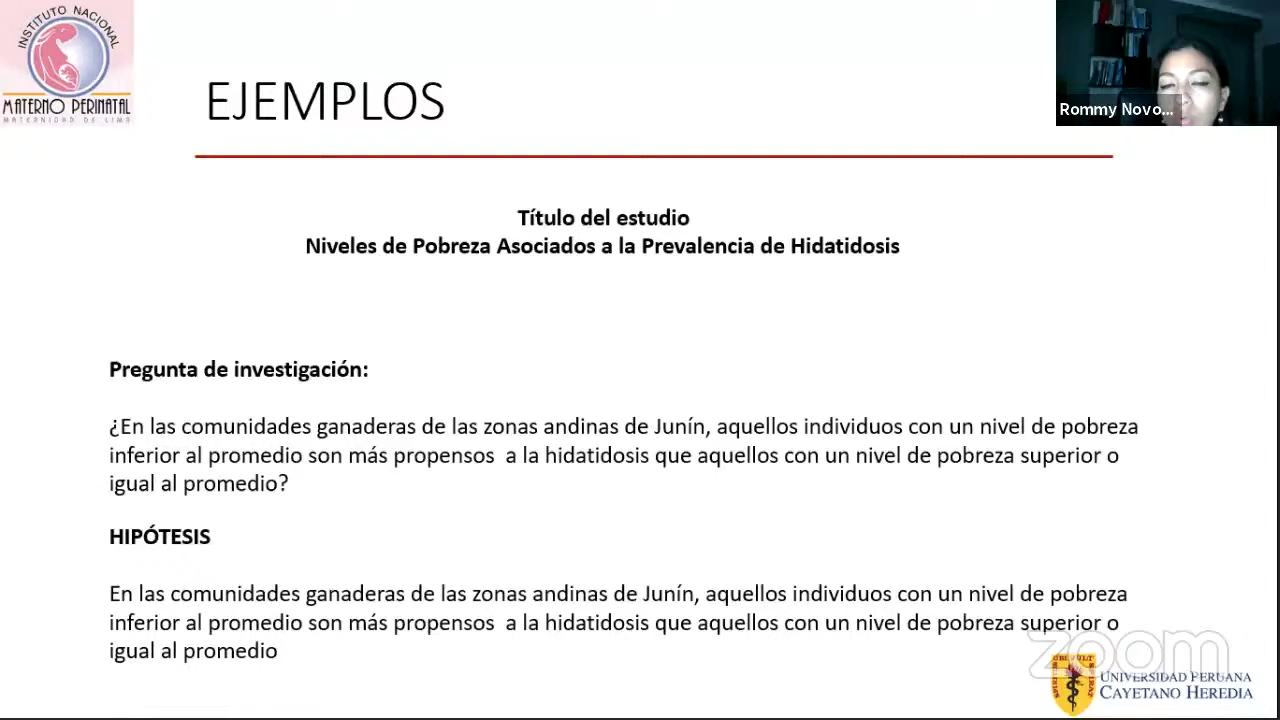 INSTITUTO NACIONAL
MATERNO PERINATAL
MATERNIDAD DE LIMA
EJEMPLOS
Rommy Novo...
Título del estudio
Niveles de Pobreza Asociados a la Prevalencia de Hidatidosis
Pregunta de investigación:
¿En las comunidades ganaderas de las zonas andinas de Junín, aquellos individuos con un nivel de pobreza
inferior al promedio son más propensos a la hidatidosis que aquellos con un nivel de pobreza superior o
igual al promedio?
HIPÓTESIS
En las comunidades ganaderas de las zonas andinas de Junín, aquellos individuos con un nivel de pobreza
inferior al promedio son más propensos a la hidatidosis que aquellos con un nivel de pobreza superior o
igual al promedio
zoom
UNIVERSIDAD PERUANA
CAYETANO HEREDIA